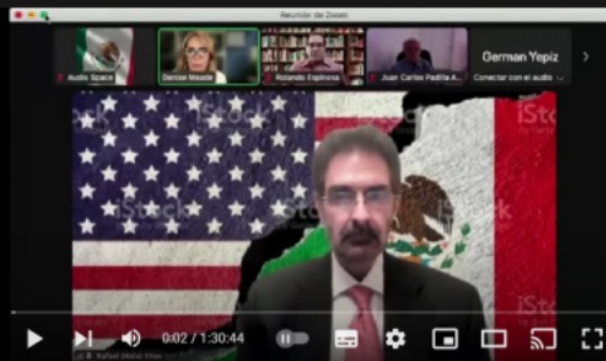 Reunión de Zoom
Audio Space
Denise Meade
Rolando Espinosa
Juan Carlos Padilla A...
German Yepiz
Conectar con el audio
iStock
iStock
iStock
0:02 / 1:30:44